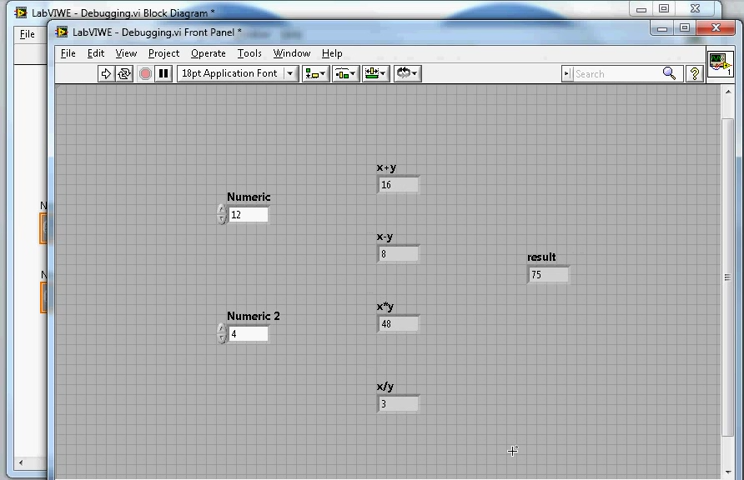 LabVIWE - Debugging.vi Block Diagram *
File
LabVIWE - Debugging.vi Front Panel *
File Edit View Project Operate Tools Window Help
18pt Application Font
Search
?
1
x+y
16
Numeric
12
x-y
8
result
75
N
x*y
48
N
Numeric 2
4
x/y
3